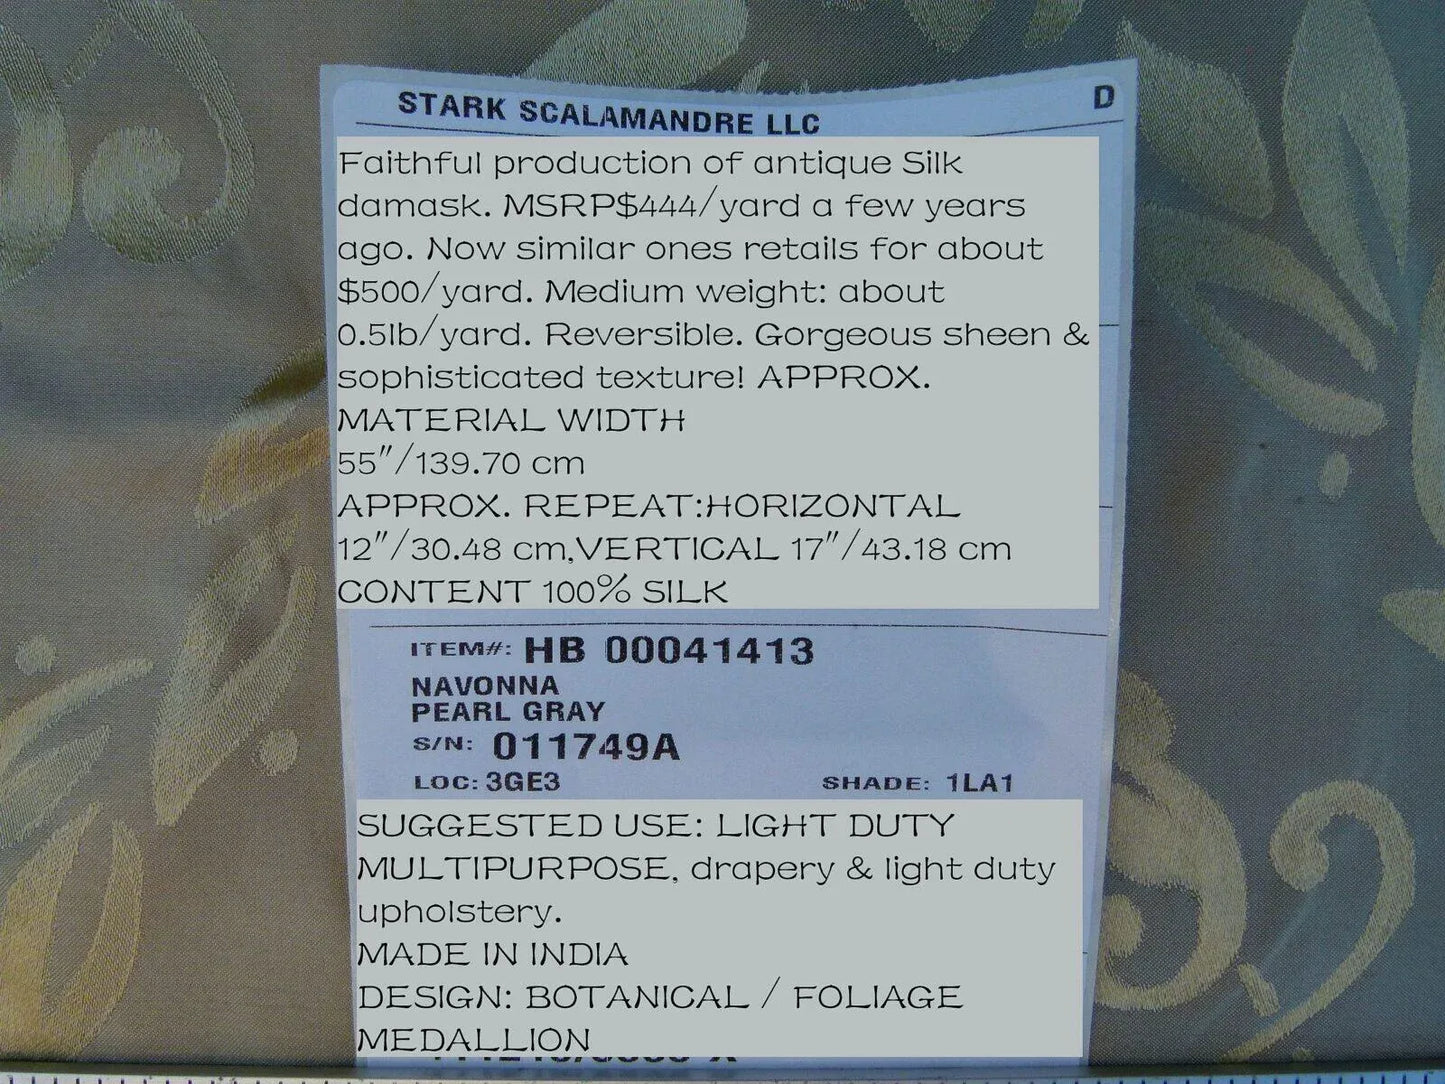 STARK SCALAMANDRE LLC D
Faithful production of antique Silk
damask. MSRP$444/yard a few years
ago. Now similar ones retails for about
$500/yard. Medium weight: about
0.5lb/yard. Reversible. Gorgeous sheen &
sophisticated texture! APPROX.
MATERIAL WIDTH
55"/139.70 cm
APPROX. REPEAT:HORIZONTAL
12"/30.48 cm,VERTICAL 17"/43.18 cm
CONTENT 100% SILK
ITEM#: HB 00041413
NAVONNA
PEARL GRAY
S/N: 011749A
LOC: 3GE3 SHADE: 1LA1
SUGGESTED USE: LIGHT DUTY
MULTIPURPOSE, drapery & light duty
upholstery.
MADE IN INDIA
DESIGN: BOTANICAL / FOLIAGE
MEDALLION